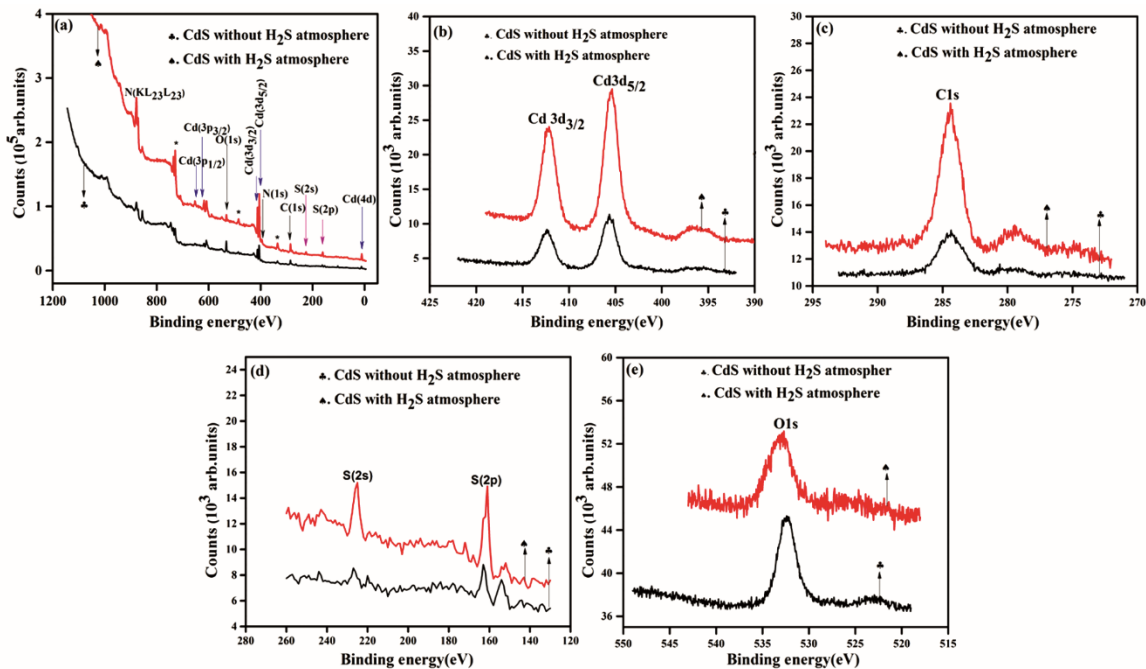 (a)
♣. CdS without H2S atmosphere
♠. CdS with H2S atmosphere
N(KL23L23)
Cd(3p3/2)
Cd(3p1/2)
O(1s)
Cd(3d3/2)
Cd(3d5/2)
N(1s)
C(1s)
S(2s)
S(2p)
Cd(4d)
* * *
♠ ♣
Counts (10^5 arb.units)
4 3 2 1 0
1200 1000 800 600 400 200 0
Binding energy(eV)
(b)
CdS without H2S atmosphere
CdS with H2S atmosphere
Cd 3d3/2
Cd3d5/2
♠ ♣
Counts (10^3 arb.units)
40 35 30 25 20 15 10 5
425 420 415 410 405 400 395 390
Binding energy(eV)
(c)
♣. CdS without H2S atmosphere
♠. CdS with H2S atmosphere
C1s
♠ ♣
Counts (10^3 arb.units)
30 28 26 24 22 20 18 16 14 12 10
295 290 285 280 275 270
Binding energy(eV)
(d)
♣. CdS without H2S atmosphere
♠. CdS with H2S atmosphere
S(2s)
S(2p)
♠ ♣
Counts (10^3 arb.units)
24 22 20 18 16 14 12 10 8 6 4
260 240 220 200 180 160 140 120
Binding energy(eV)
(e)
. CdS without H2S atmospher
. CdS with H2S atmosphere
O1s
♠ ♣
Counts (10^3 arb.units)
60 56 52 46 42 38 36
550 545 540 533 530 525 520 515
Binding energy(eV)